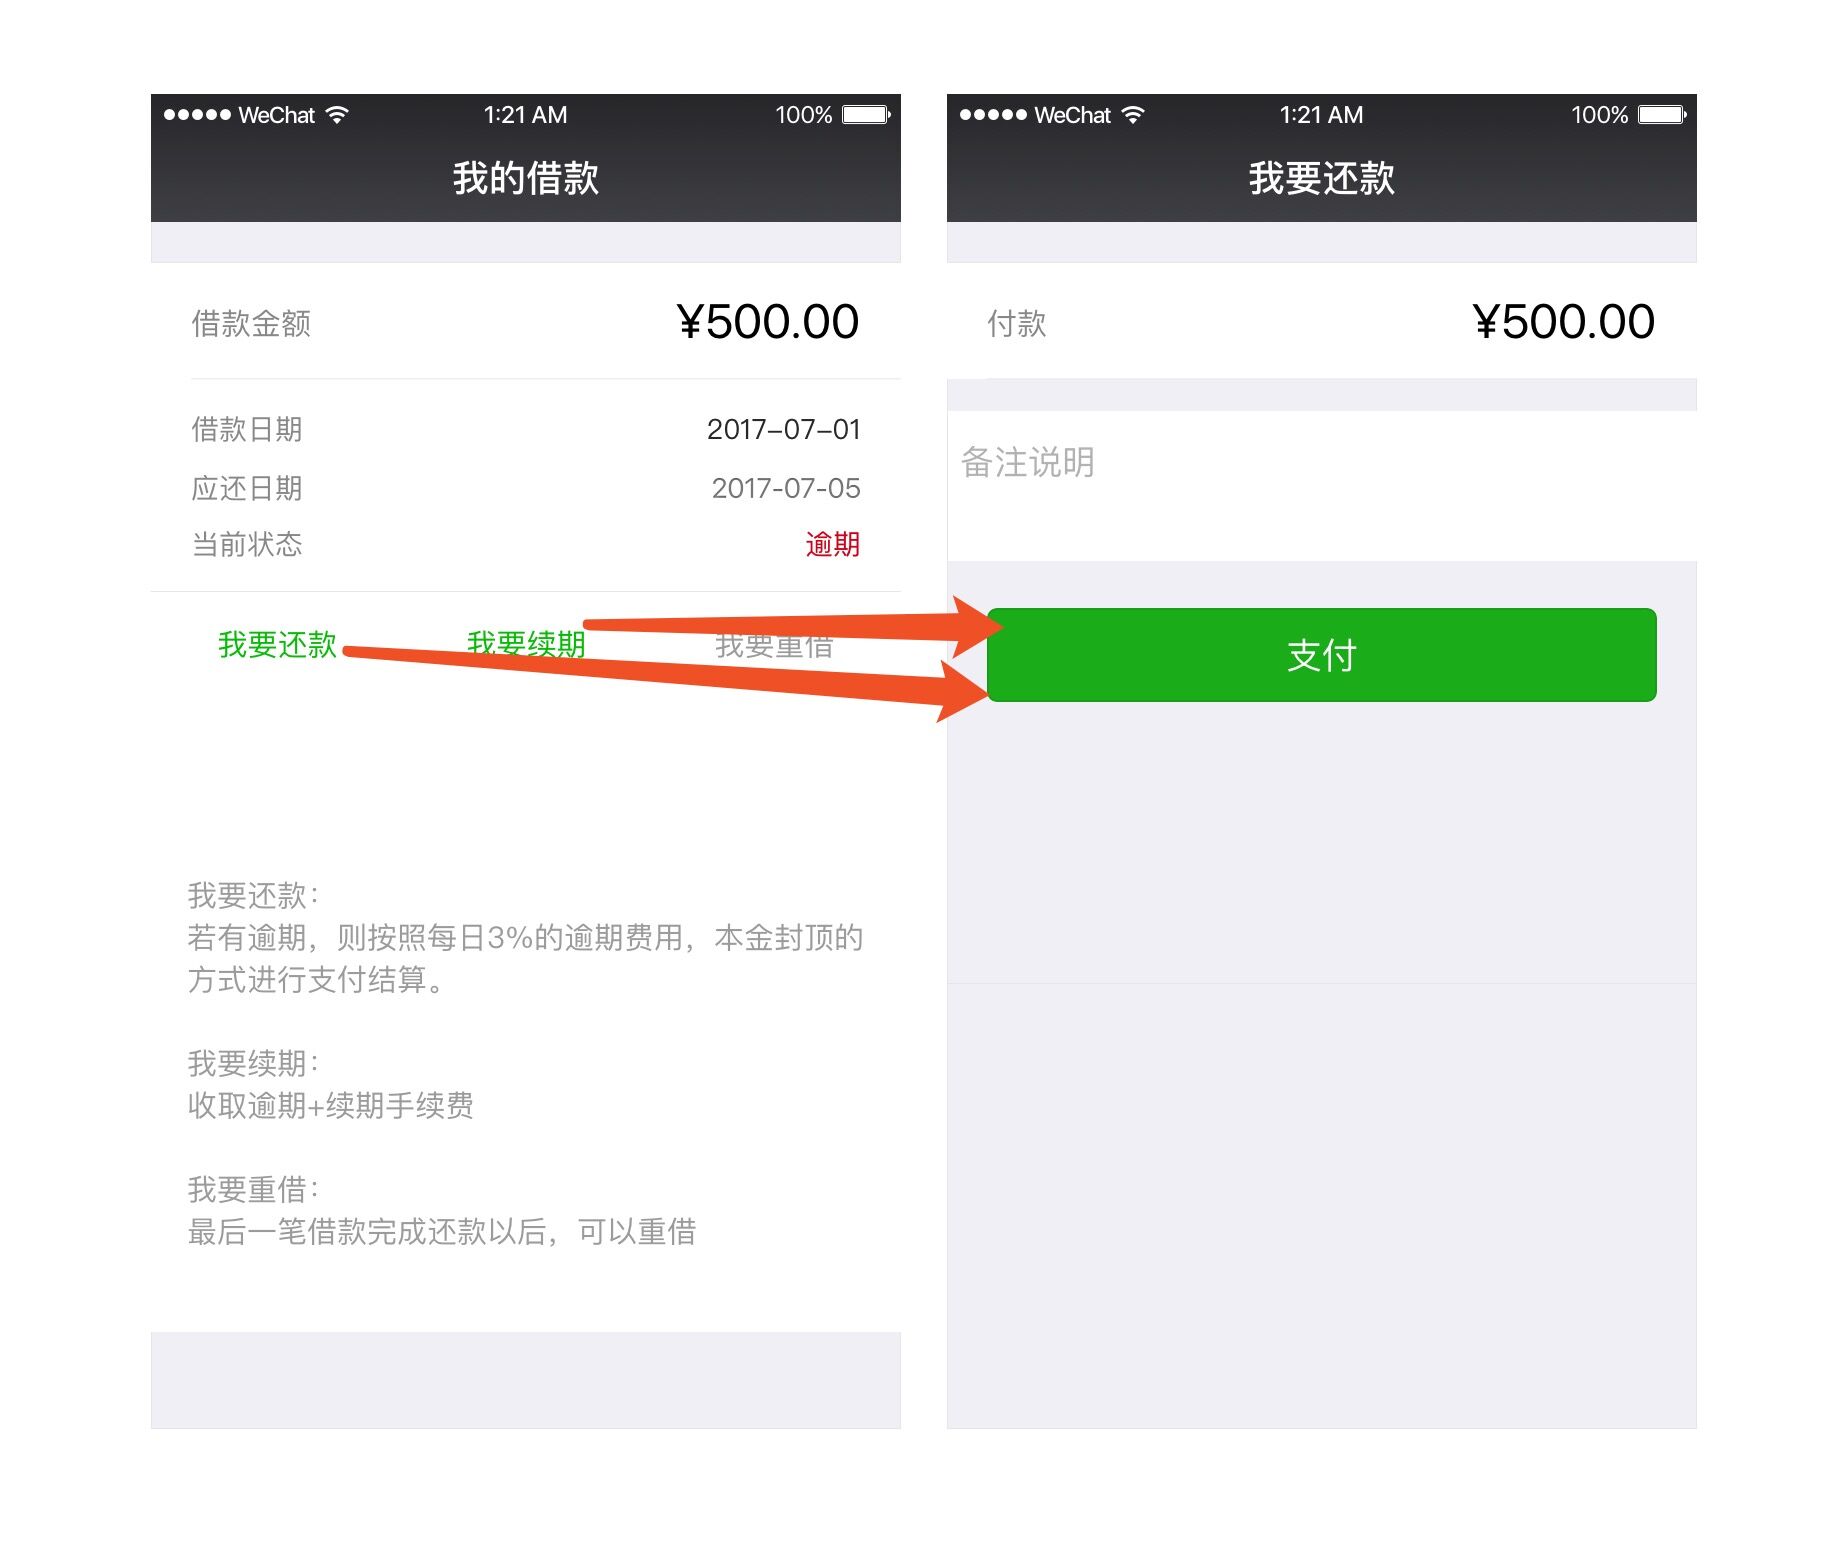 WeChat 1:21 AM 100%
我的借款
借款金额 ¥500.00
借款日期 2017–07–01
应还日期 2017-07-05
当前状态 逾期
我要还款 我要续期 我要重借
我要还款：
若有逾期，则按照每日3%的逾期费用，本金封顶的
方式进行支付结算。
我要续期：
收取逾期+续期手续费
我要重借：
最后一笔借款完成还款以后，可以重借
WeChat 1:21 AM 100%
我要还款
付款 ¥500.00
备注说明
支付